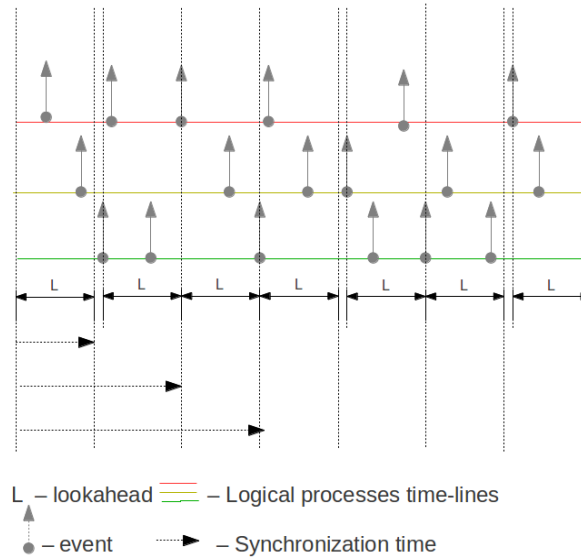 L L L L L L L
L – lookahead – Logical processes time-lines
– event – Synchronization time